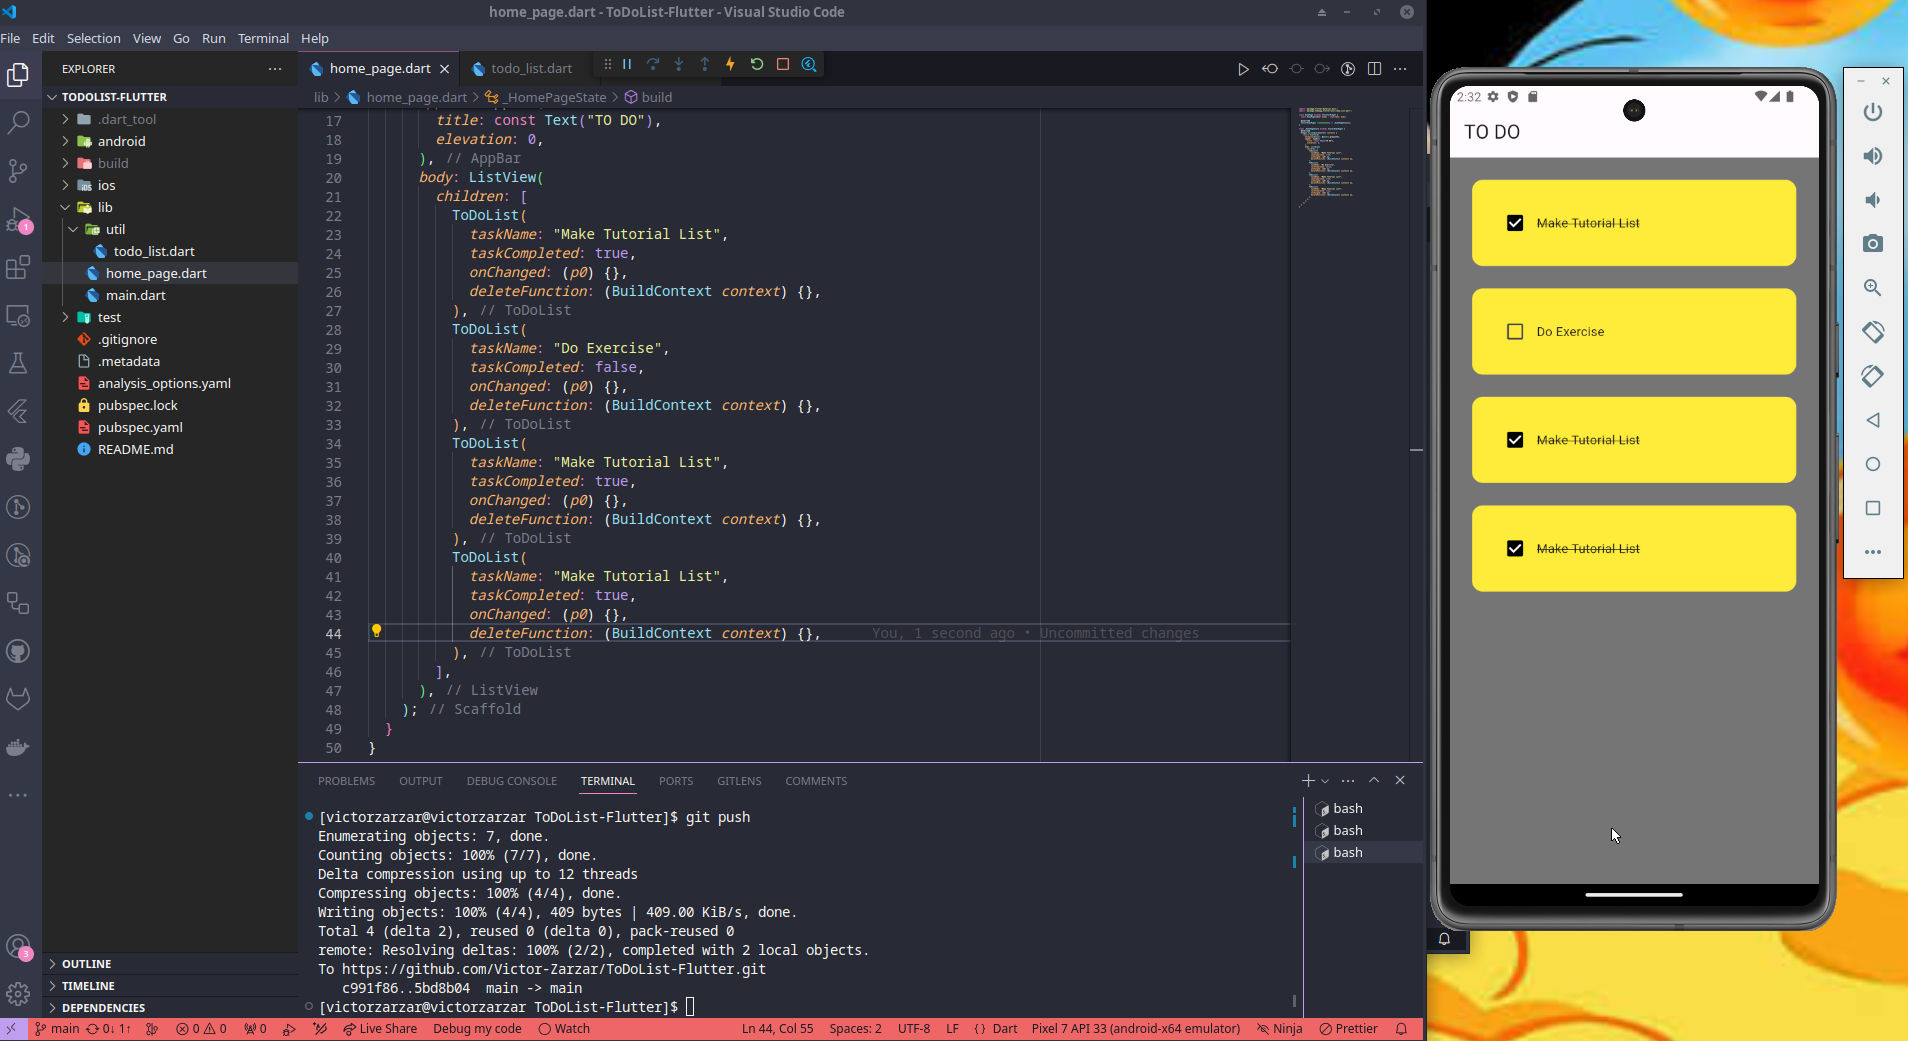 home_page.dart - ToDoList-Flutter - Visual Studio Code
File Edit Selection View Go Run Terminal Help
EXPLORER
home_page.dart
todo_list.dart
TODOLIST-FLUTTER
.dart_tool
android
build
ios
lib
util
todo_list.dart
home_page.dart
main.dart
test
.gitignore
.metadata
analysis_options.yaml
pubspec.lock
pubspec.yaml
README.md
OUTLINE
TIMELINE
DEPENDENCIES
1
3
lib > home_page.dart > _HomePageState > build
17 title: const Text("TO DO"),
18 elevation: 0,
19 ), // AppBar
20 body: ListView(
21 children: [
22 ToDoList(
23 taskName: "Make Tutorial List",
24 taskCompleted: true,
25 onChanged: (p0) {},
26 deleteFunction: (BuildContext context) {},
27 ), // ToDoList
28 ToDoList(
29 taskName: "Do Exercise",
30 taskCompleted: false,
31 onChanged: (p0) {},
32 deleteFunction: (BuildContext context) {},
33 ), // ToDoList
34 ToDoList(
35 taskName: "Make Tutorial List",
36 taskCompleted: true,
37 onChanged: (p0) {},
38 deleteFunction: (BuildContext context) {},
39 ), // ToDoList
40 ToDoList(
41 taskName: "Make Tutorial List",
42 taskCompleted: true,
43 onChanged: (p0) {},
44 deleteFunction: (BuildContext context) {}, You, 1 second ago • Uncommitted changes
45 ), // ToDoList
46 ],
47 ), // ListView
48 ); // Scaffold
49 }
50 }
PROBLEMS OUTPUT DEBUG CONSOLE TERMINAL PORTS GITLENS COMMENTS
[victorzarzar@victorzarzar ToDoList-Flutter]$ git push
Enumerating objects: 7, done.
Counting objects: 100% (7/7), done.
Delta compression using up to 12 threads
Compressing objects: 100% (4/4), done.
Writing objects: 100% (4/4), 409 bytes | 409.00 KiB/s, done.
Total 4 (delta 2), reused 0 (delta 0), pack-reused 0
remote: Resolving deltas: 100% (2/2), completed with 2 local objects.
To https://github.com/Victor-Zarzar/ToDoList-Flutter.git
c991f86..5bd8b04 main -> main
[victorzarzar@victorzarzar ToDoList-Flutter]$
bash
bash
bash
main 0↓ 1↑ 0 0 0 Live Share Debug my code Watch Ln 44, Col 55 Spaces: 2 UTF-8 LF {} Dart Pixel 7 API 33 (android-x64 emulator) Ninja Prettier
2:32
TO DO
Make Tutorial List
Do Exercise
Make Tutorial List
Make Tutorial List